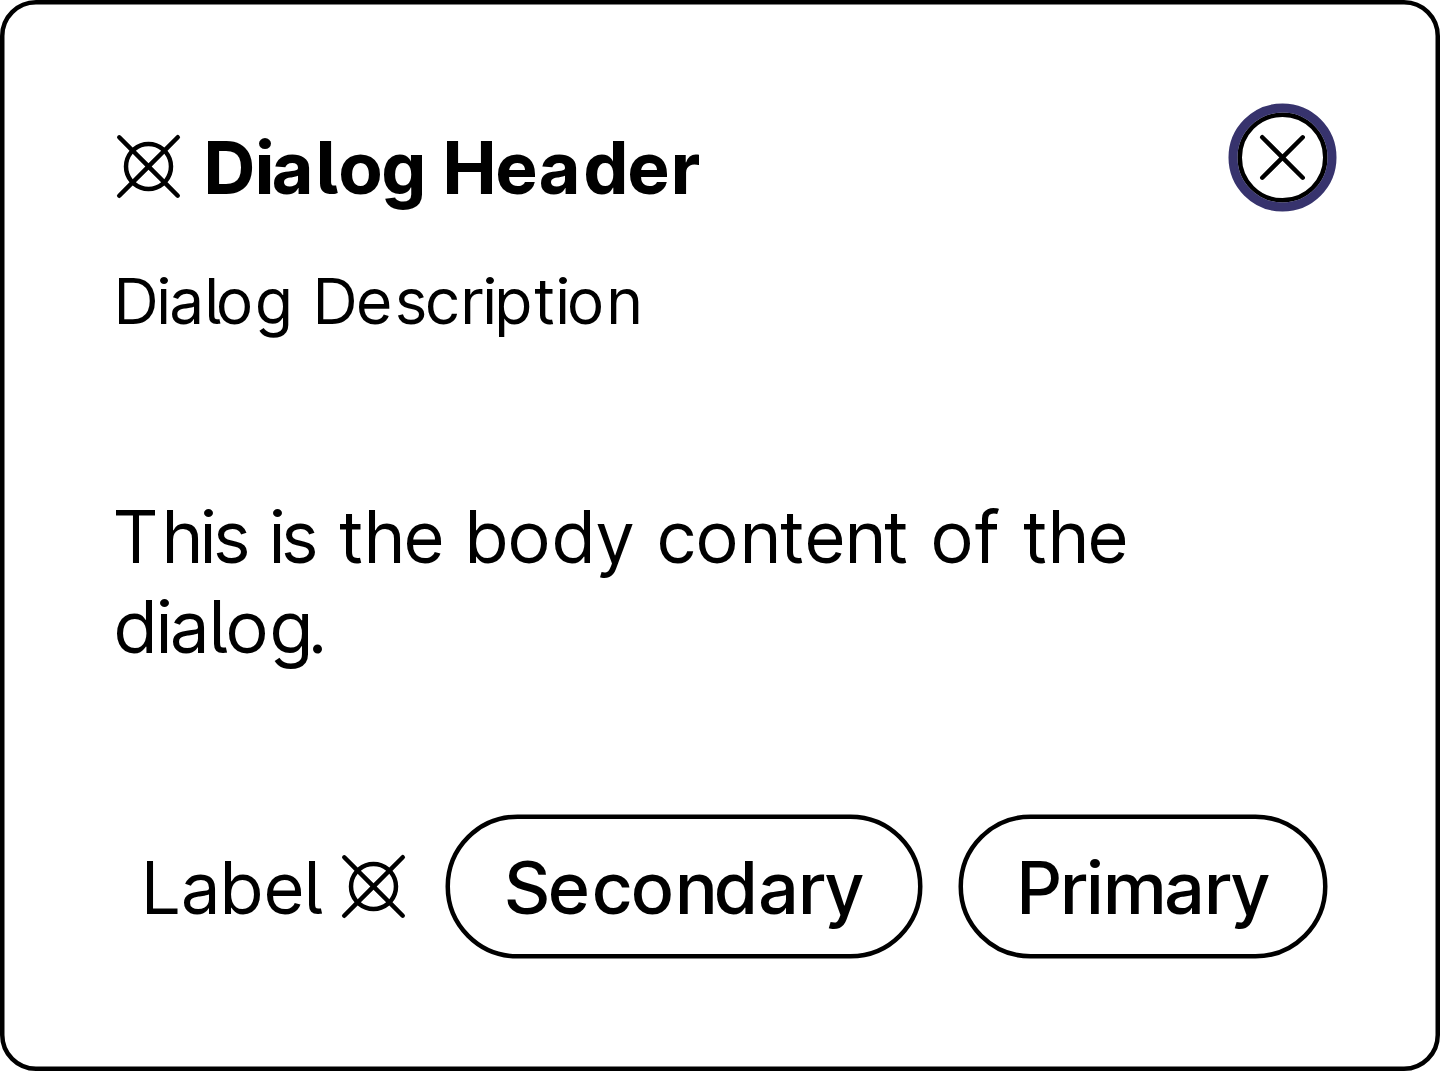 Dialog Header
Dialog Description
This is the body content of the
dialog.
Label Secondary Primary